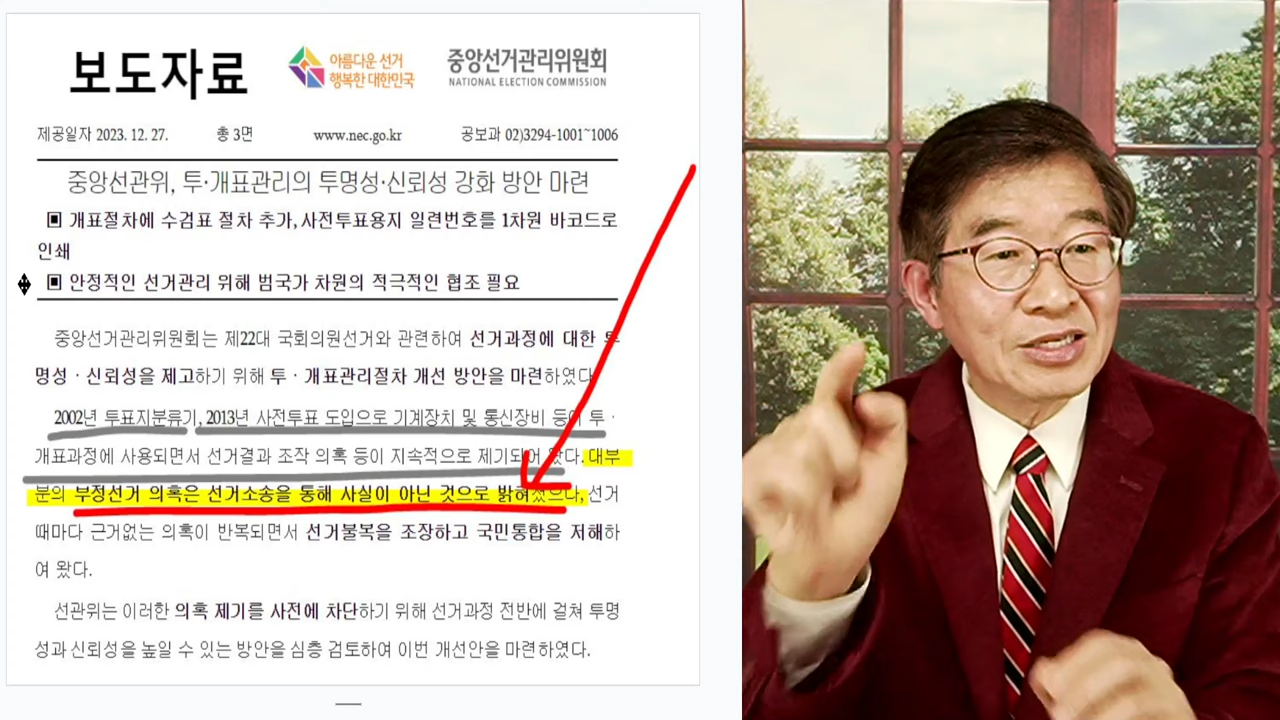 보도자료
아름다운 선거
행복한 대한민국
중앙선거관리위원회
NATIONAL ELECTION COMMISSION
제공일자 2023. 12. 27. 총 3면 www.nec.go.kr 공보과 02)3294-1001~1006
중앙선관위, 투·개표관리의 투명성·신뢰성 강화 방안 마련
▣ 개표절차에 수검표 절차 추가, 사전투표용지 일련번호를 1차원 바코드로
인쇄
▣ 안정적인 선거관리 위해 범국가 차원의 적극적인 협조 필요
중앙선거관리위원회는 제22대 국회의원선거와 관련하여 선거과정에 대한 투
명성·신뢰성을 제고하기 위해 투·개표관리절차 개선 방안을 마련하였다.
2002년 투표지분류기, 2013년 사전투표 도입으로 기계장치 및 통신장비 등이 투·
개표과정에 사용되면서 선거결과 조작 의혹 등이 지속적으로 제기되어 왔다. 대부
분의 부정선거 의혹은 선거소송을 통해 사실이 아닌 것으로 밝혀졌으나, 선거
때마다 근거없는 의혹이 반복되면서 선거불복을 조장하고 국민통합을 저해하
여 왔다.
선관위는 이러한 의혹 제기를 사전에 차단하기 위해 선거과정 전반에 걸쳐 투명
성과 신뢰성을 높일 수 있는 방안을 심층 검토하여 이번 개선안을 마련하였다.